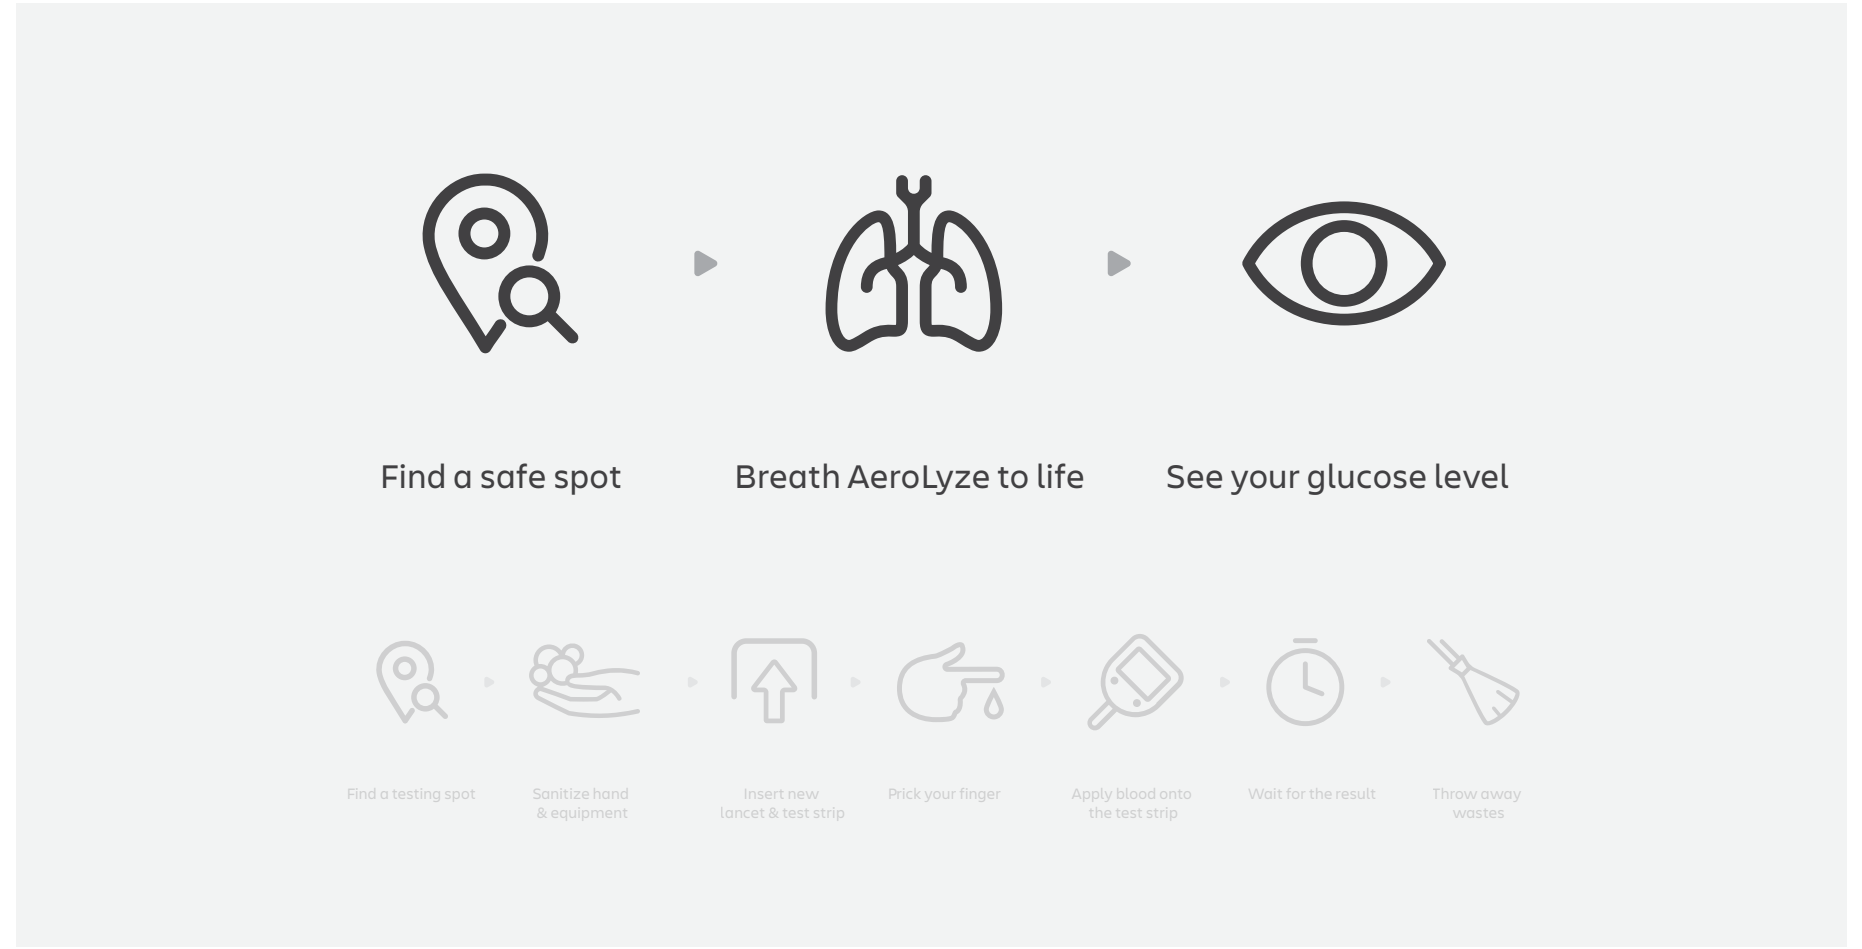 Find a safe spot
Breath AeroLyze to life
See your glucose level
Find a testing spot
Sanitize hand
& equipment
Insert new
lancet & test strip
Prick your finger
Apply blood onto
the test strip
Wait for the result
Throw away
wastes